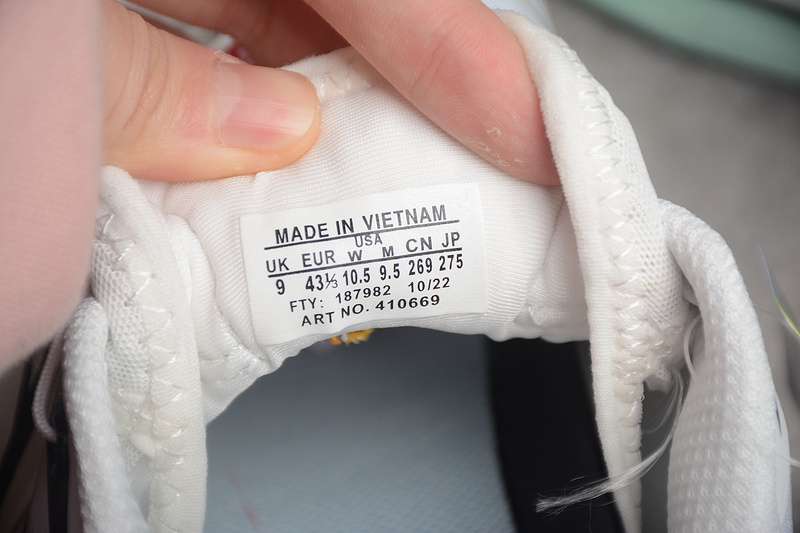 MADE IN VIETNAM
USA
UK EUR W M CN JP
9 43⅓ 10.5 9.5 269 275
FTY: 187982 10/22
ART NO. 410669